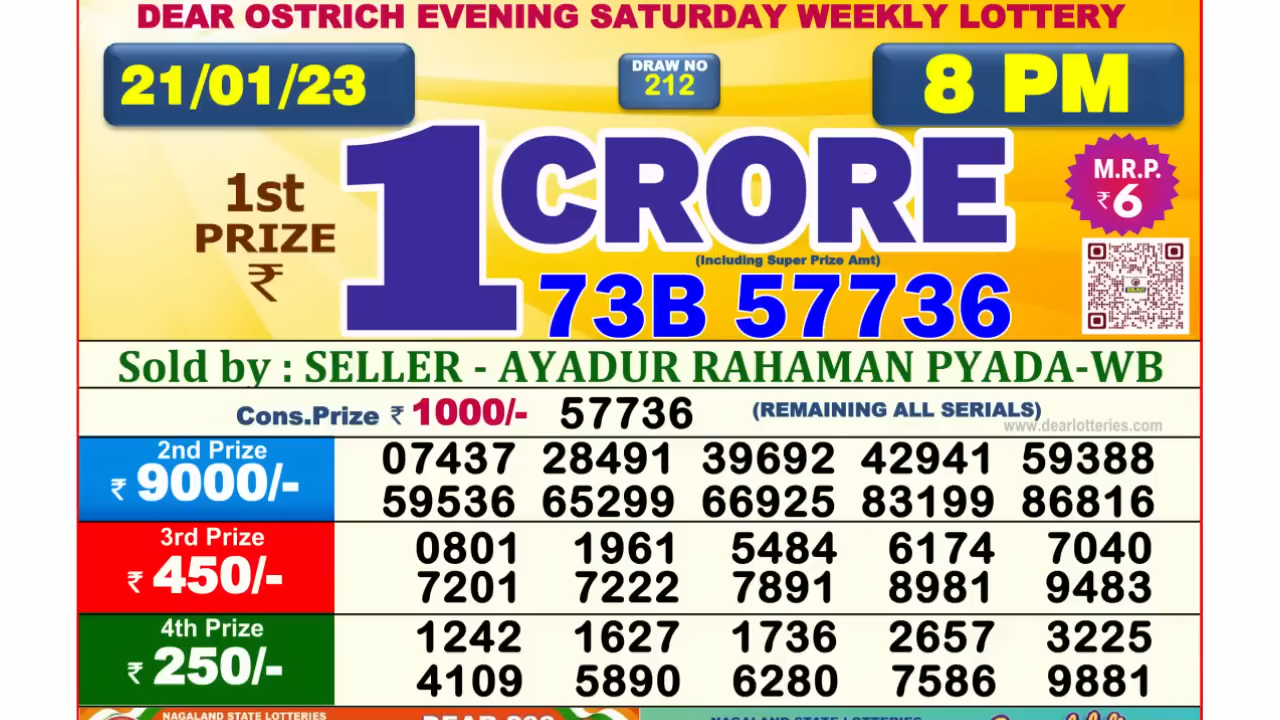 DEAR OSTRICH EVENING SATURDAY WEEKLY LOTTERY
21/01/23
DRAW NO
212
8 PM
1st
PRIZE
₹
1 CRORE
(Including Super Prize Amt)
73B 57736
M.R.P.
₹6
Sold by : SELLER - AYADUR RAHAMAN PYADA-WB
Cons.Prize ₹ 1000/- 57736 (REMAINING ALL SERIALS)
www.dearlotteries.com
2nd Prize
₹ 9000/-
07437 28491 39692 42941 59388
59536 65299 66925 83199 86816
3rd Prize
₹ 450/-
0801 1961 5484 6174 7040
7201 7222 7891 8981 9483
4th Prize
₹ 250/-
1242 1627 1736 2657 3225
4109 5890 6280 7586 9881
NAGALAND STATE LOTTERIES
DEAR
NAGALAND STATE LOTTERIES